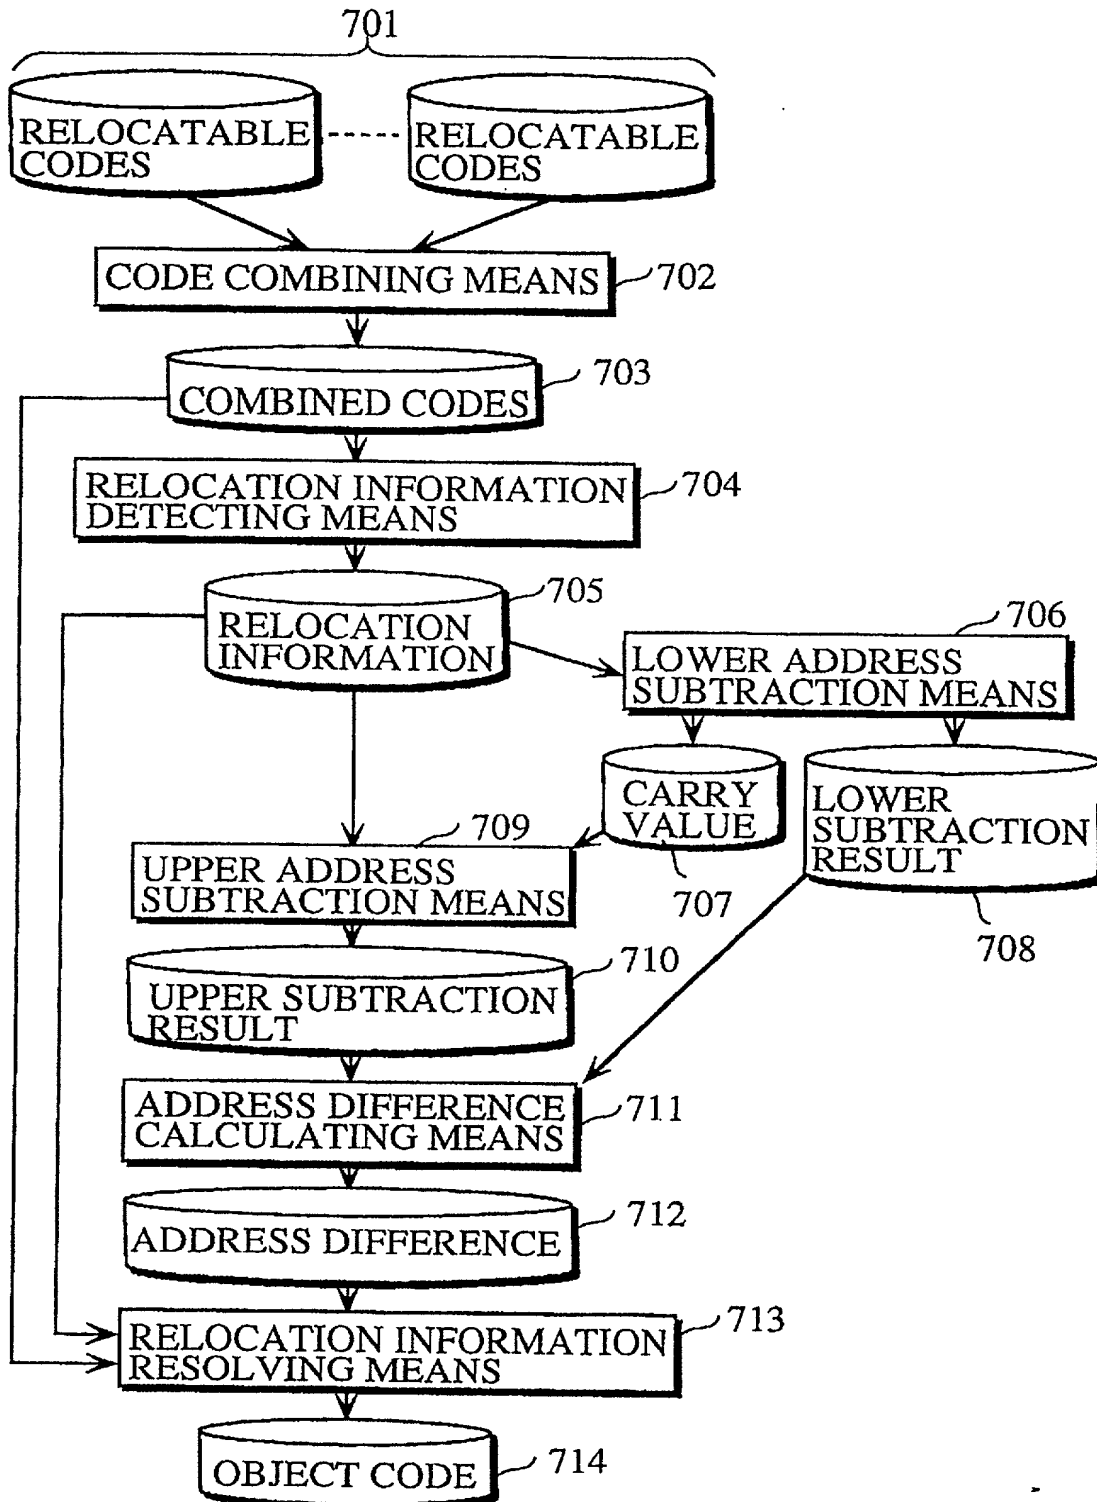 701
RELOCATABLE
CODES
RELOCATABLE
CODES
CODE COMBINING MEANS
702
COMBINED CODES
703
RELOCATION INFORMATION
DETECTING MEANS
704
RELOCATION
INFORMATION
705
706
LOWER ADDRESS
SUBTRACTION MEANS
CARRY
VALUE
707
LOWER
SUBTRACTION
RESULT
708
709
UPPER ADDRESS
SUBTRACTION MEANS
710
UPPER SUBTRACTION
RESULT
ADDRESS DIFFERENCE
CALCULATING MEANS
711
ADDRESS DIFFERENCE
712
RELOCATION INFORMATION
RESOLVING MEANS
713
OBJECT CODE
714